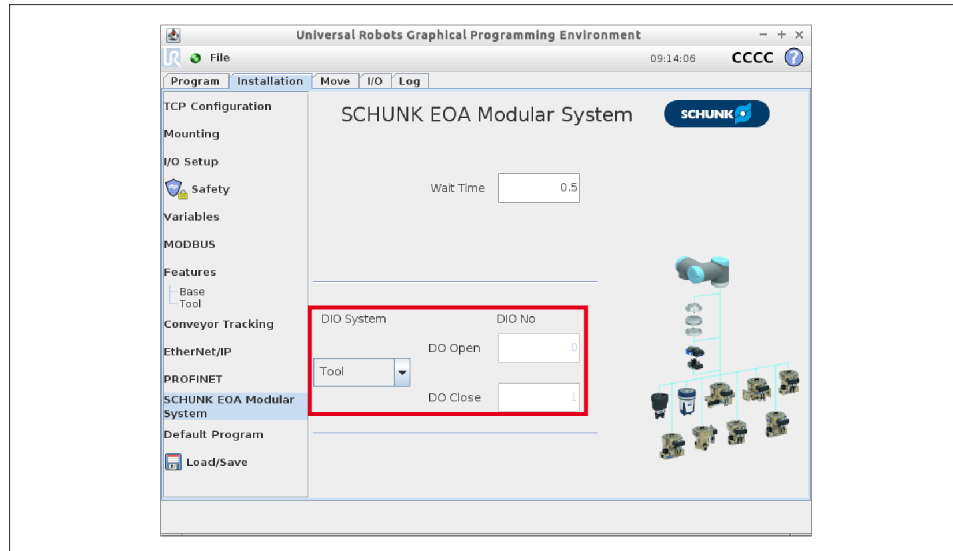 Universal Robots Graphical Programming Environment
File
09:14:06
CCCC
?
Program Installation Move I/O Log
TCP Configuration
Mounting
I/O Setup
Safety
Variables
MODBUS
Features
Base
Tool
Conveyor Tracking
EtherNet/IP
PROFINET
SCHUNK EOA Modular
System
Default Program
Load/Save
SCHUNK EOA Modular System
SCHUNK
Wait Time 0.5
DIO System DIO No
DO Open 0
Tool
DO Close 1